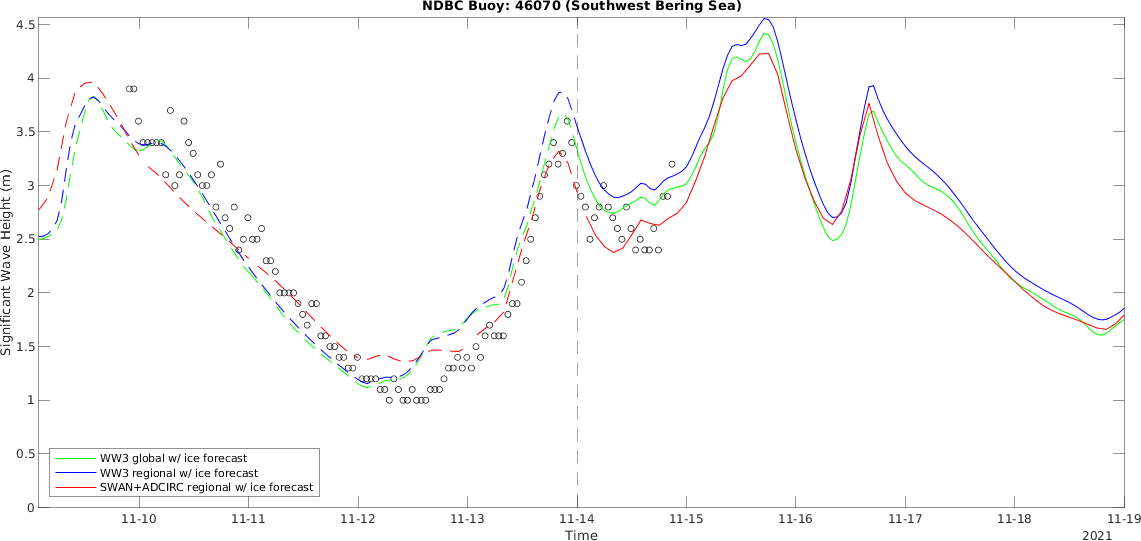 NDBC Buoy: 46070 (Southwest Bering Sea)
Significant Wave Height (m)
4.5
4
3.5
3
2.5
2
1.5
1
0.5
0
WW3 global w/ ice forecast
WW3 regional w/ ice forecast
SWAN+ADCIRC regional w/ ice forecast
11-10 11-11 11-12 11-13 11-14 11-15 11-16 11-17 11-18 11-19
Time
2021